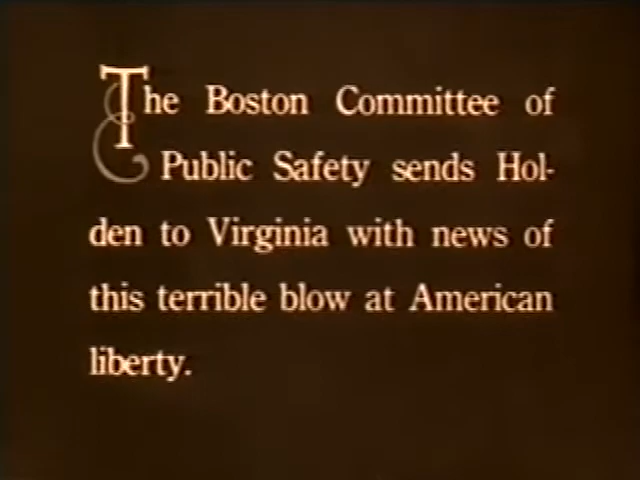 The Boston Committee of
Public Safety sends Hol-
den to Virginia with news of
this terrible blow at American
liberty.